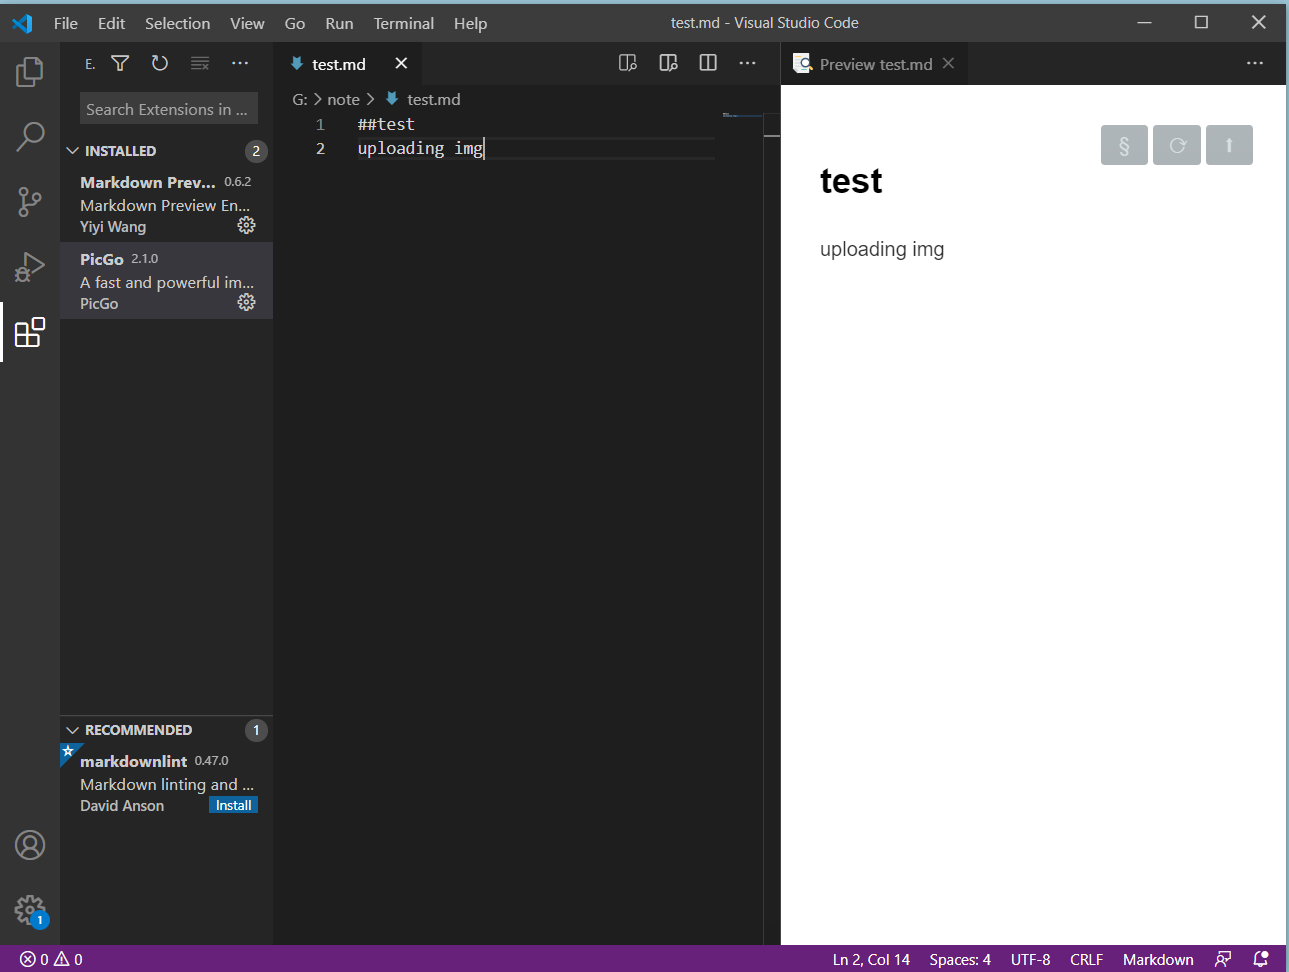 File Edit Selection View Go Run Terminal Help test.md - Visual Studio Code
E.
Search Extensions in ...
INSTALLED 2
Markdown Prev... 0.6.2
Markdown Preview En...
Yiyi Wang
PicGo 2.1.0
A fast and powerful im...
PicGo
RECOMMENDED 1
markdownlint 0.47.0
Markdown linting and ...
David Anson Install
1
test.md
G: > note > test.md
1 ##test
2 uploading img
Preview test.md
§
test
uploading img
0 0 Ln 2, Col 14 Spaces: 4 UTF-8 CRLF Markdown